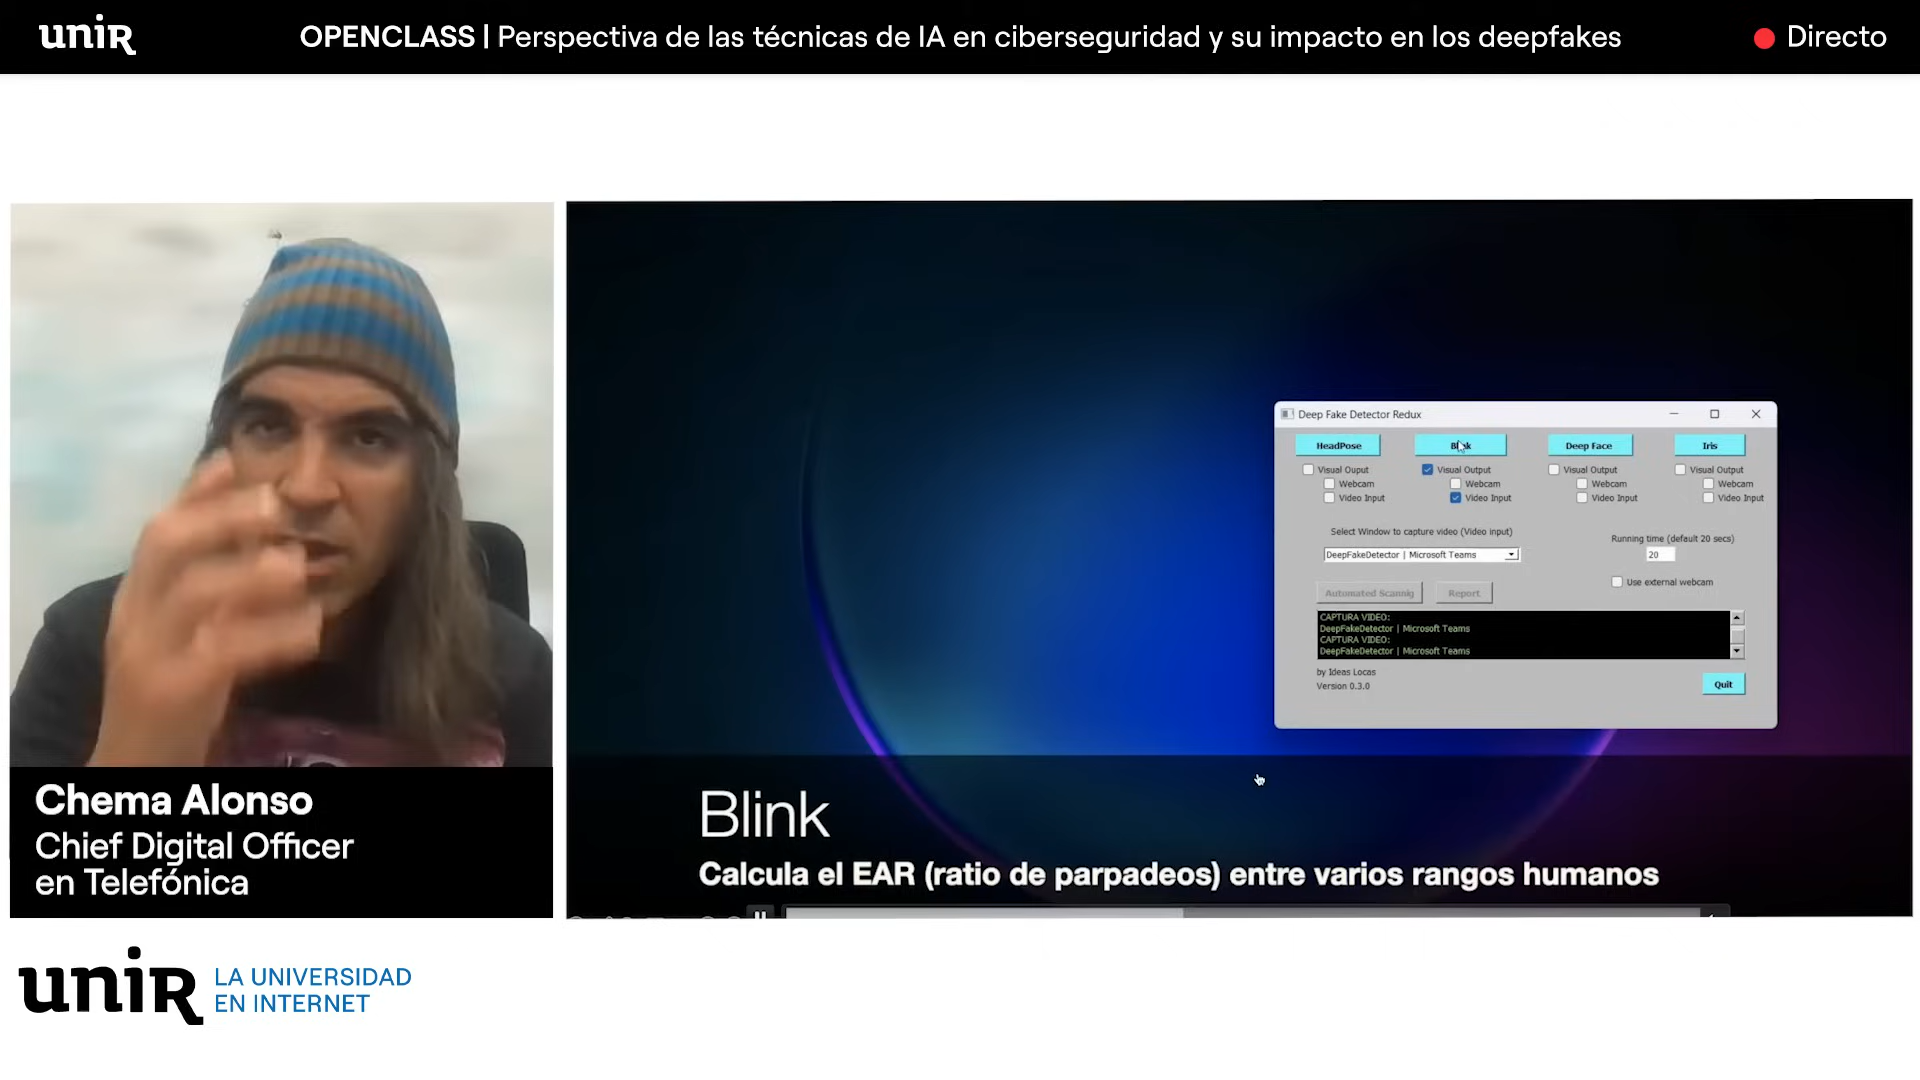 unir
OPENCLASS | Perspectiva de las técnicas de IA en ciberseguridad y su impacto en los deepfakes
Directo
Deep Fake Detector Redux
HeadPose
Deep Face
Iris
Visual Ouput
Webcam
Video Input
Visual Output
Webcam
Video Input
Visual Output
Webcam
Video Input
Visual Output
Webcam
Video Input
Select Window to capture video (Video input)
DeepFakeDetector | Microsoft Teams
Running time (default 20 secs)
20
Use external webcam
Automated Scannig
Report
CAPTURA VIDEO:
DeepFakeDetector | Microsoft Teams
CAPTURA VIDEO:
DeepFakeDetector | Microsoft Teams
by Ideas Locas
Version 0.3.0
Quit
Blink
Calcula el EAR (ratio de parpadeos) entre varios rangos humanos
Chema Alonso
Chief Digital Officer
en Telefónica
unir
LA UNIVERSIDAD
EN INTERNET